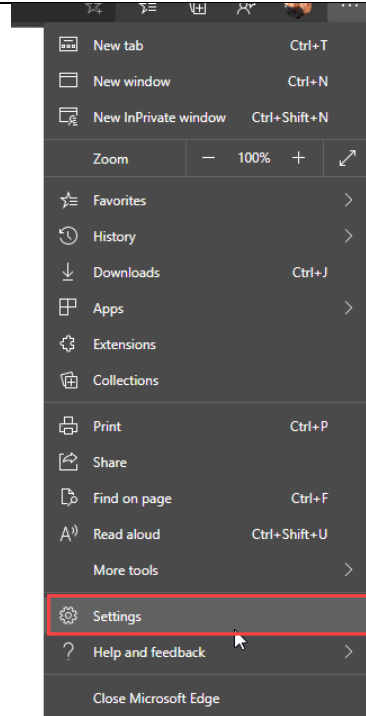 New tab Ctrl+T
New window Ctrl+N
New InPrivate window Ctrl+Shift+N
Zoom — 100% +
Favorites
History
Downloads Ctrl+J
Apps
Extensions
Collections
Print Ctrl+P
Share
Find on page Ctrl+F
Read aloud Ctrl+Shift+U
More tools
Settings
Help and feedback
Close Microsoft Edge